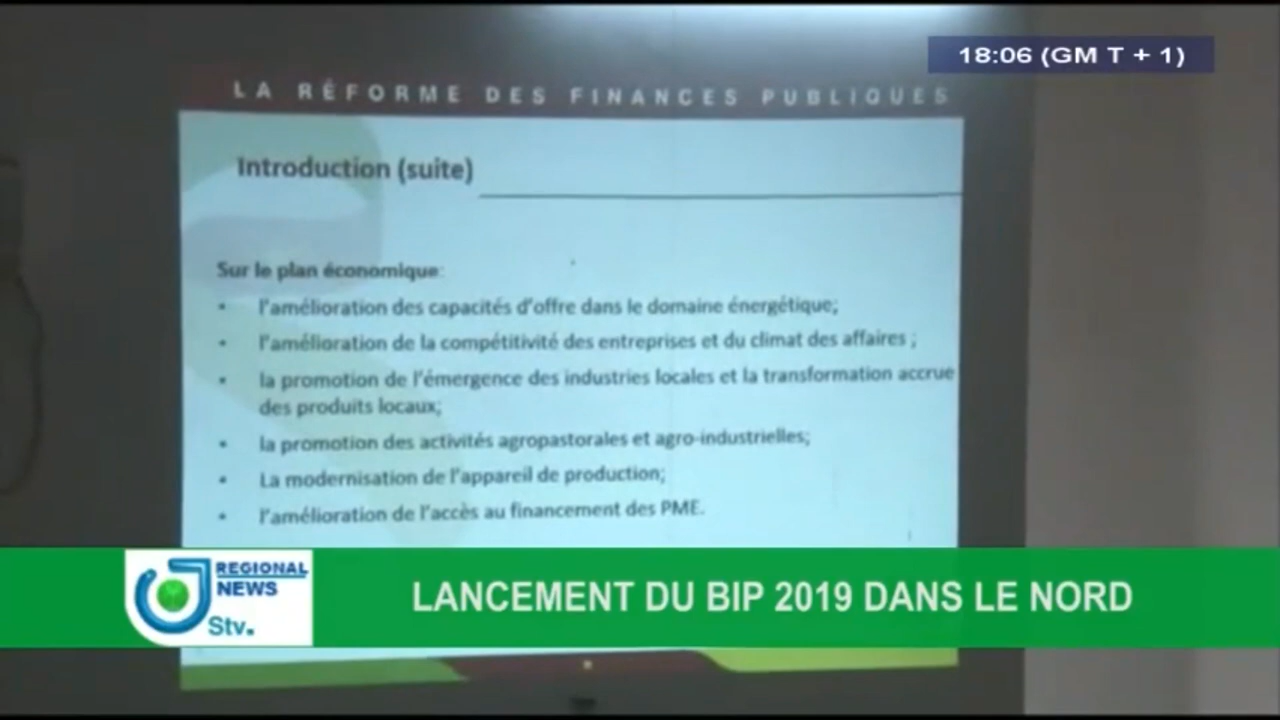 18:06 (GM T + 1)
LA RÉFORME DES FINANCES PUBLIQUES
Introduction (suite)
Sur le plan économique:
• l'amélioration des capacités d'offre dans le domaine énergétique;
• l'amélioration de la compétitivité des entreprises et du climat des affaires ;
• la promotion de l'émergence des industries locales et la transformation accrue
des produits locaux;
• la promotion des activités agropastorales et agro-industrielles;
• La modernisation de l'appareil de production;
• l'amélioration de l'accès au financement des PME.
REGIONAL
NEWS
Stv.
LANCEMENT DU BIP 2019 DANS LE NORD